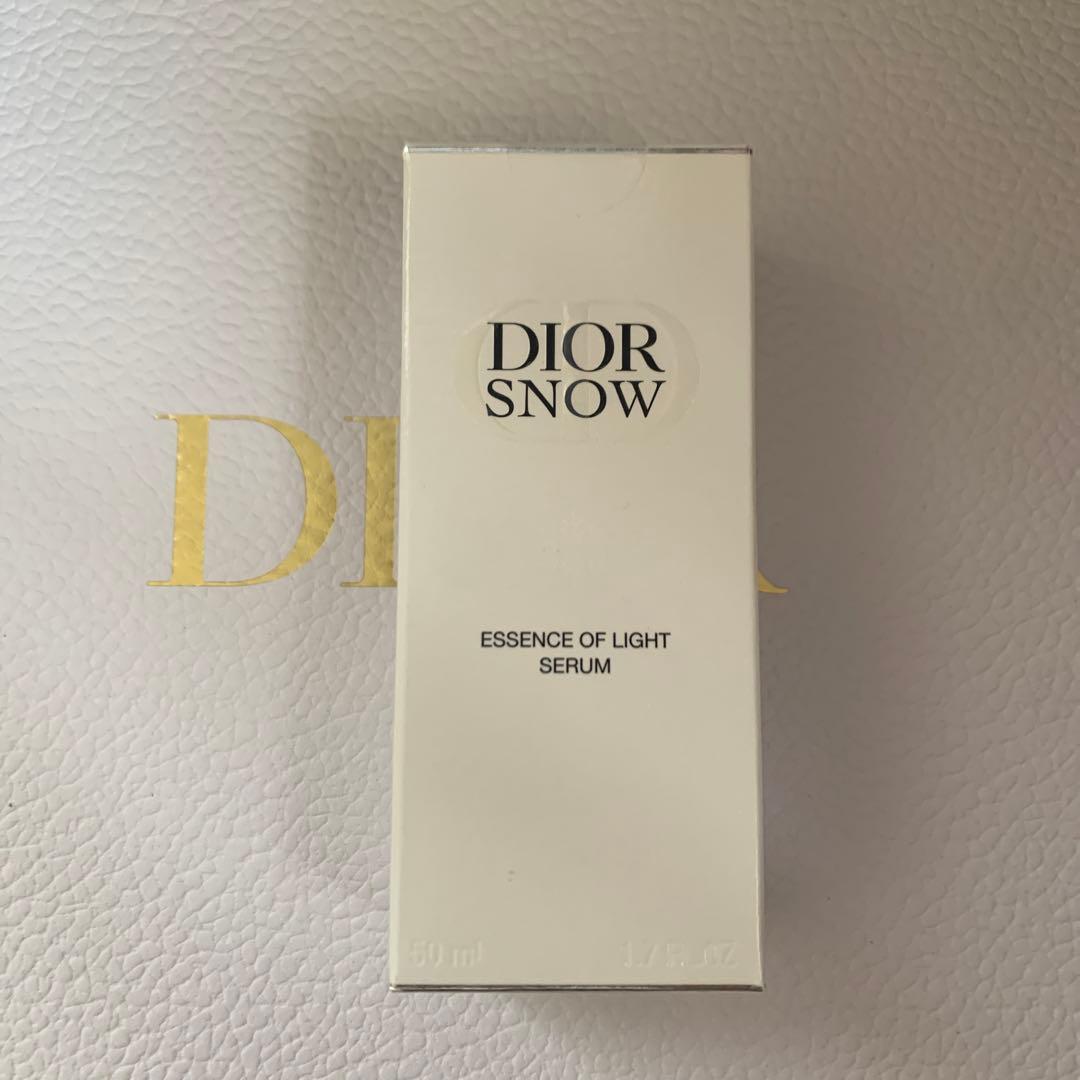 DIOR
SNOW
ESSENCE OF LIGHT
SERUM
50 ml
1.7 FL.OZ